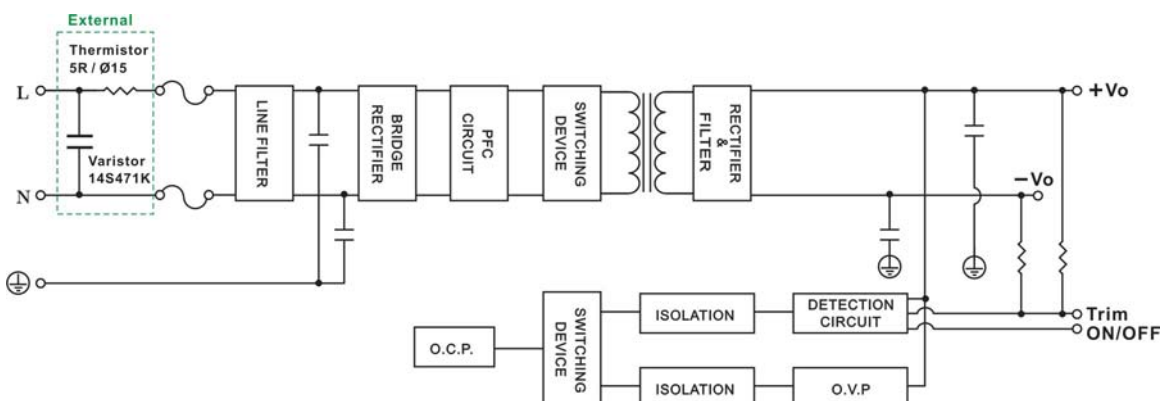 External
Thermistor
5R / Ø15
L
Varistor
14S471K
N
LINE FILTER
BRIDGE
RECTIFIER
PFC
CIRCUIT
SWITCHING
DEVICE
RECTIFIER
&
FILTER
+Vo
−Vo
O.C.P.
SWITCHING
DEVICE
ISOLATION
DETECTION
CIRCUIT
Trim
ON/OFF
ISOLATION
O.V.P